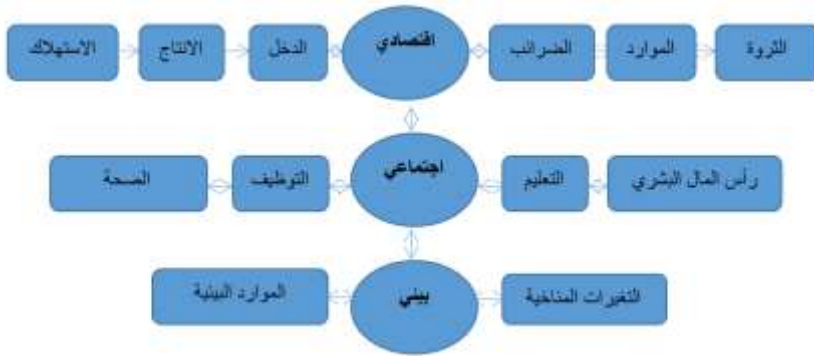 الثروة
الموارد
الضرائب
اقتصادي
الدخل
الانتاج
الاستهلاك
رأس المال البشري
التعليم
اجتماعي
التوظيف
الصحة
التغيرات المناخية
بيئي
الموارد البيئية